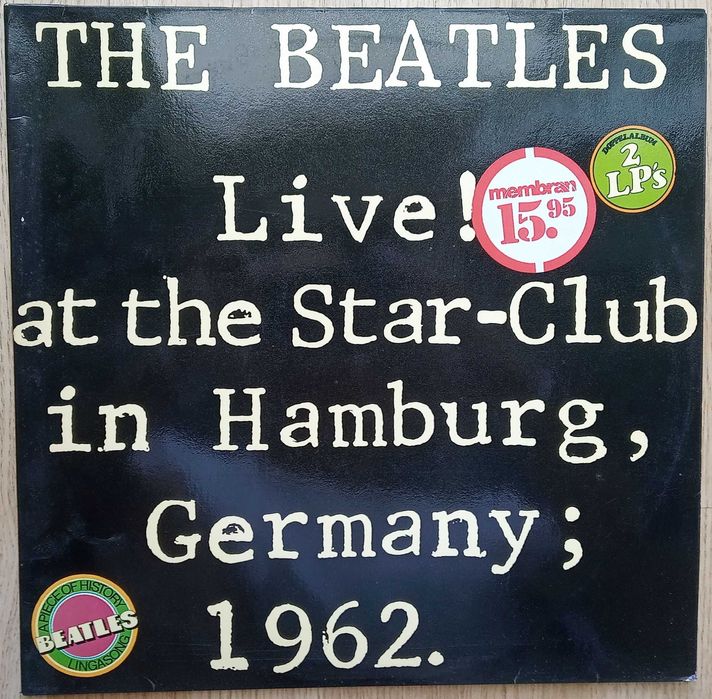 THE BEATLES
DOPPELALBUM
2
LP's
Live!
membran
15.95
at the Star-Club
in Hamburg,
Germany;
1962.
A PIECE OF HISTORY
BEATLES
LINGASONG